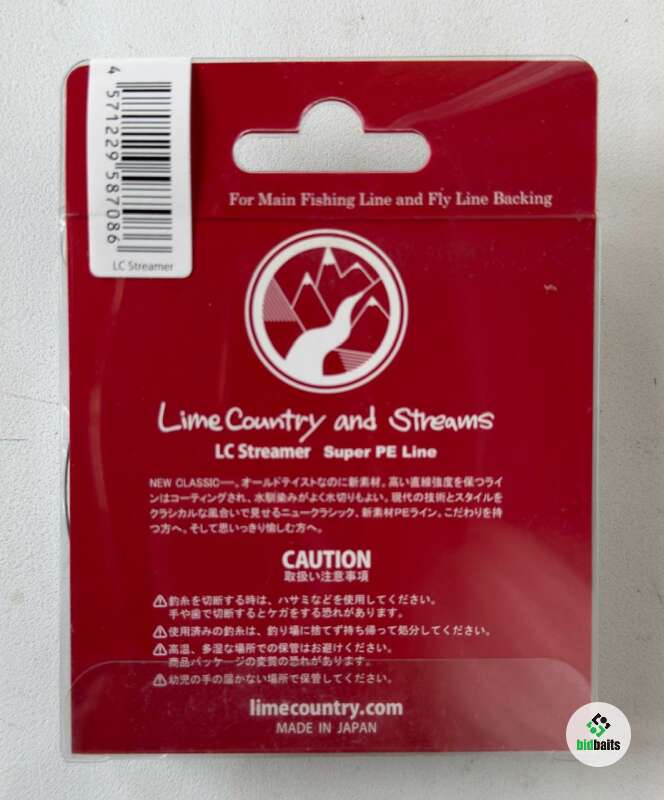 4 571229 587086
LC Streamer
For Main Fishing Line and Fly Line Backing
Lime Country and Streams
LC Streamer Super PE Line
NEW CLASSIC―。オールドテイストなのに新素材。高い直線強度を保つライ
ンはコーティングされ、水馴染みがよく水切りもよい。現代の技術とスタイルを
クラシカルな風合いで見せるニュークラシック、新素材PEライン。こだわりを持
つ方へ。そして思いっきり愉しむ方へ。
CAUTION
取扱い注意事項
⚠釣糸を切断する時は、ハサミなどを使用してください。
手や歯で切断するとケガをする恐れがあります。
⚠使用済みの釣糸は、釣り場に捨てず持ち帰って処分してください。
⚠高温、多湿な場所での保管はお避けください。
商品パッケージの変質の恐れがあります。
⚠幼児の手の届かない場所で保管してください。
limecountry.com
MADE IN JAPAN
bidbaits